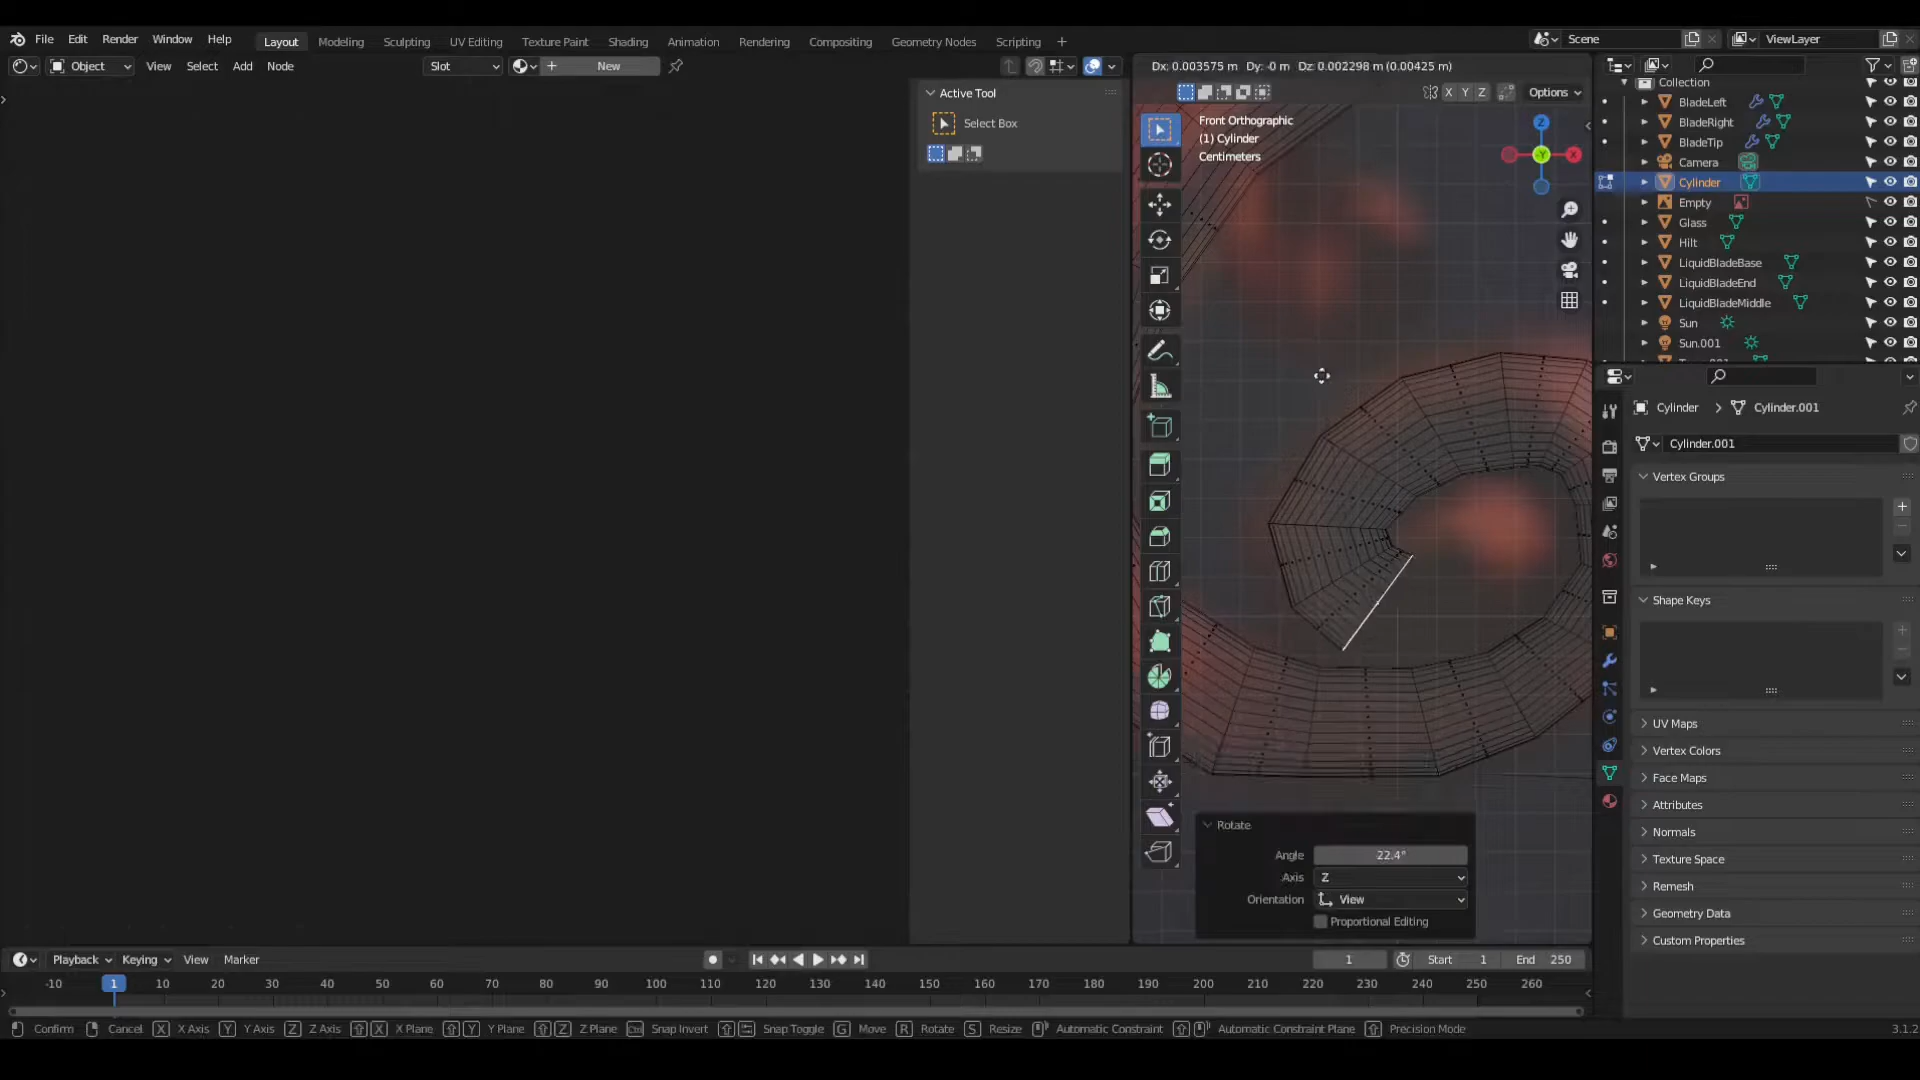 File Edit Render Window Help Layout Modeling Sculpting UV Editing Texture Paint Shading Animation Rendering Compositing Geometry Nodes Scripting + Scene ViewLayer
Object View Select Add Node Slot New
Dx: 0.003575 m Dy: -0 m Dz: 0.002298 m (0.00425 m)
X Y Z Options
Active Tool
Select Box
Front Orthographic
(1) Cylinder
Centimeters
Z
-Y
X
Collection
BladeLeft
BladeRight
BladeTip
Camera
Cylinder
Empty
Glass
Hilt
LiquidBladeBase
LiquidBladeEnd
LiquidBladeMiddle
Sun
Sun.001
Cylinder > Cylinder.001
Cylinder.001
Vertex Groups
Shape Keys
UV Maps
Vertex Colors
Face Maps
Attributes
Normals
Texture Space
Remesh
Geometry Data
Custom Properties
Rotate
Angle 22.4°
Axis Z
Orientation View
Proportional Editing
Playback Keying View Marker 1 Start 1 End 250
-10 1 10 20 30 40 50 60 70 80 90 100 110 120 130 140 150 160 170 180 190 200 210 220 230 240 250 260
Confirm Cancel X X Axis Y Y Axis Z Z Axis X X Plane Y Y Plane Z Z Plane Ctrl Snap Invert Snap Toggle G Move R Rotate S Resize Automatic Constraint Automatic Constraint Plane Precision Mode 3.1.2